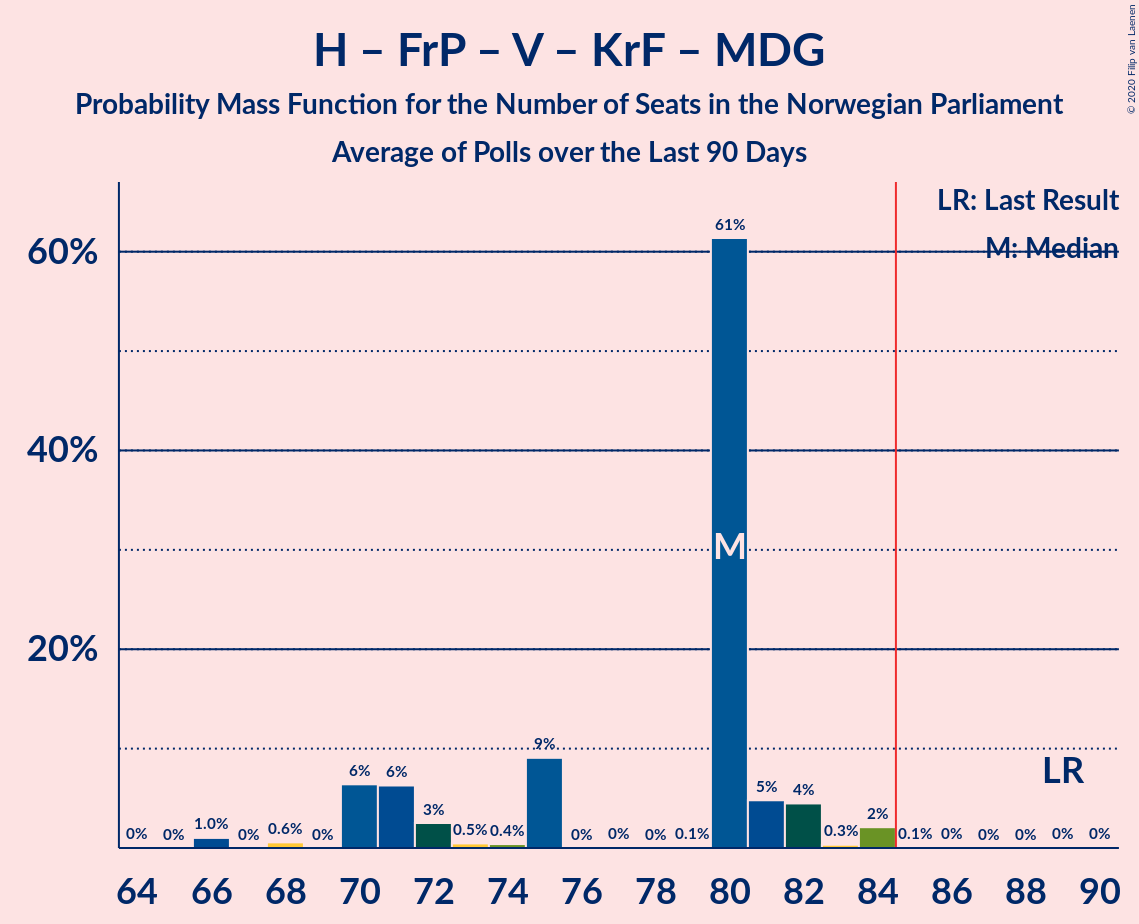 H – FrP – V – KrF – MDG
Probability Mass Function for the Number of Seats in the Norwegian Parliament
Average of Polls over the Last 90 Days
© 2020 Filip van Laenen
LR: Last Result
M: Median
60%
40%
20%
0% 0% 1.0% 0% 0.6% 0% 6% 6% 3% 0.5% 0.4% 9% 0% 0% 0% 0.1% 61% 5% 4% 0.3% 2% 0.1% 0% 0% 0% 0% 0%
M
LR
64 66 68 70 72 74 76 78 80 82 84 86 88 90